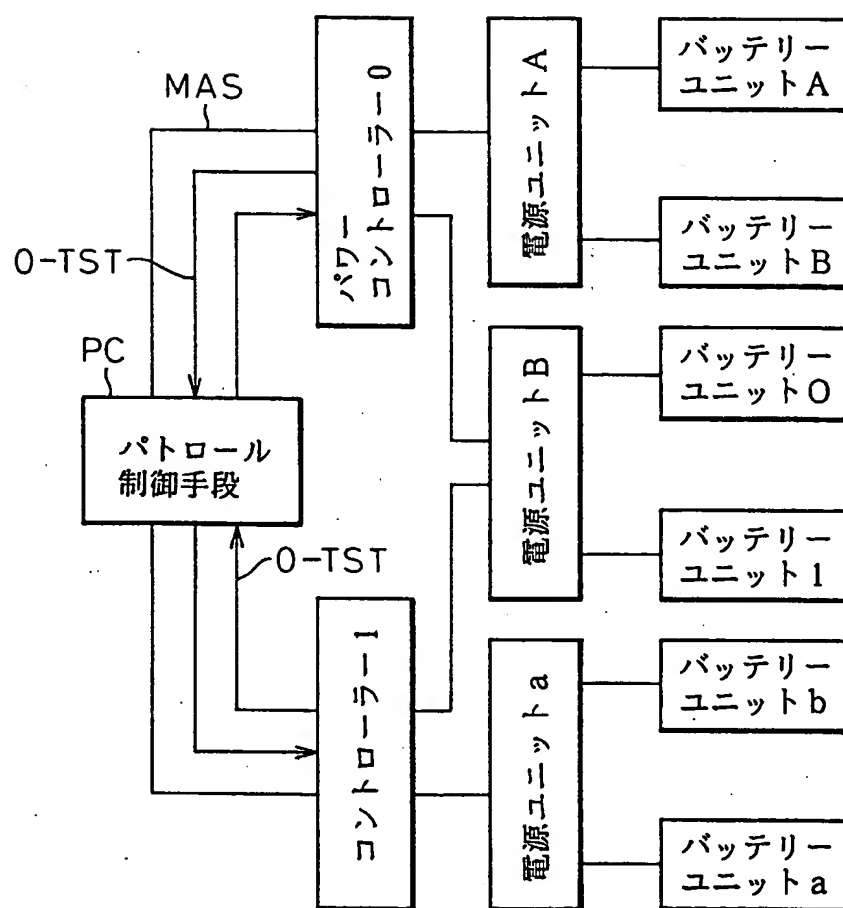 MAS
O-TST
PC
パトロール
制御手段
O-TST
パワー
コントローラー0
コントローラー1
電源ユニットA
電源ユニットB
電源ユニットa
バッテリー
ユニットA
バッテリー
ユニットB
バッテリー
ユニットO
バッテリー
ユニット1
バッテリー
ユニットb
バッテリー
ユニットa